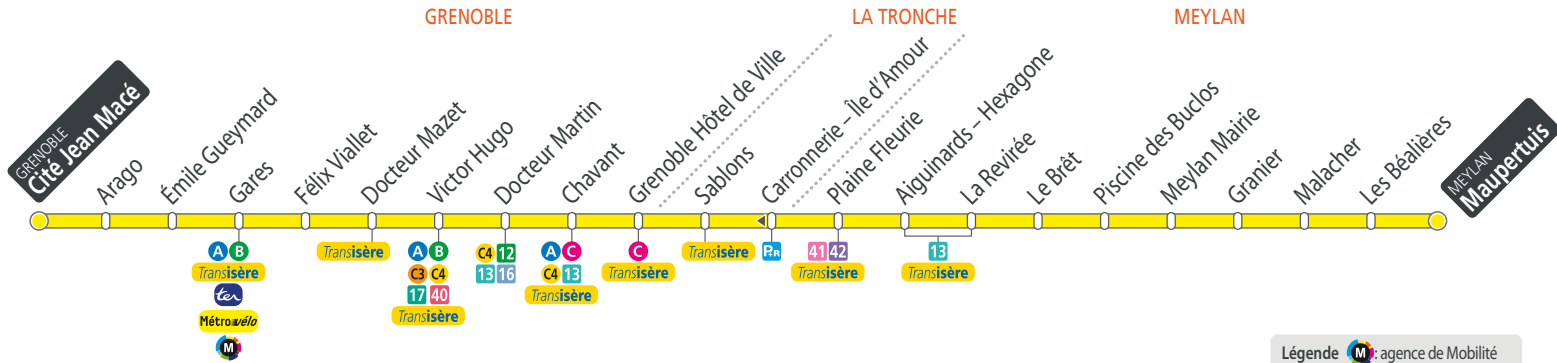 GRENOBLE
LA TRONCHE
MEYLAN
GRENOBLE
Cité Jean Macé
Arago
Émile Gueymard
Gares
Félix Viallet
Docteur Mazet
Victor Hugo
Docteur Martin
Chavant
Grenoble Hôtel de Ville
Sablons
Carronnerie – Île d'Amour
Plaine Fleurie
Aiguinards – Hexagone
La Revirée
Le Brêt
Piscine des Buclos
Meylan Mairie
Granier
Malacher
Les Béalières
MEYLAN
Maupertuis
A B
Transisère
ter
Métrovélo
M
Transisère
A B
C3 C4
17 40
Transisère
C4 12
13 16
A C
C4 13
Transisère
C
Transisère
Transisère
P+R
41 42
Transisère
13
Transisère
Légende M : agence de Mobilité